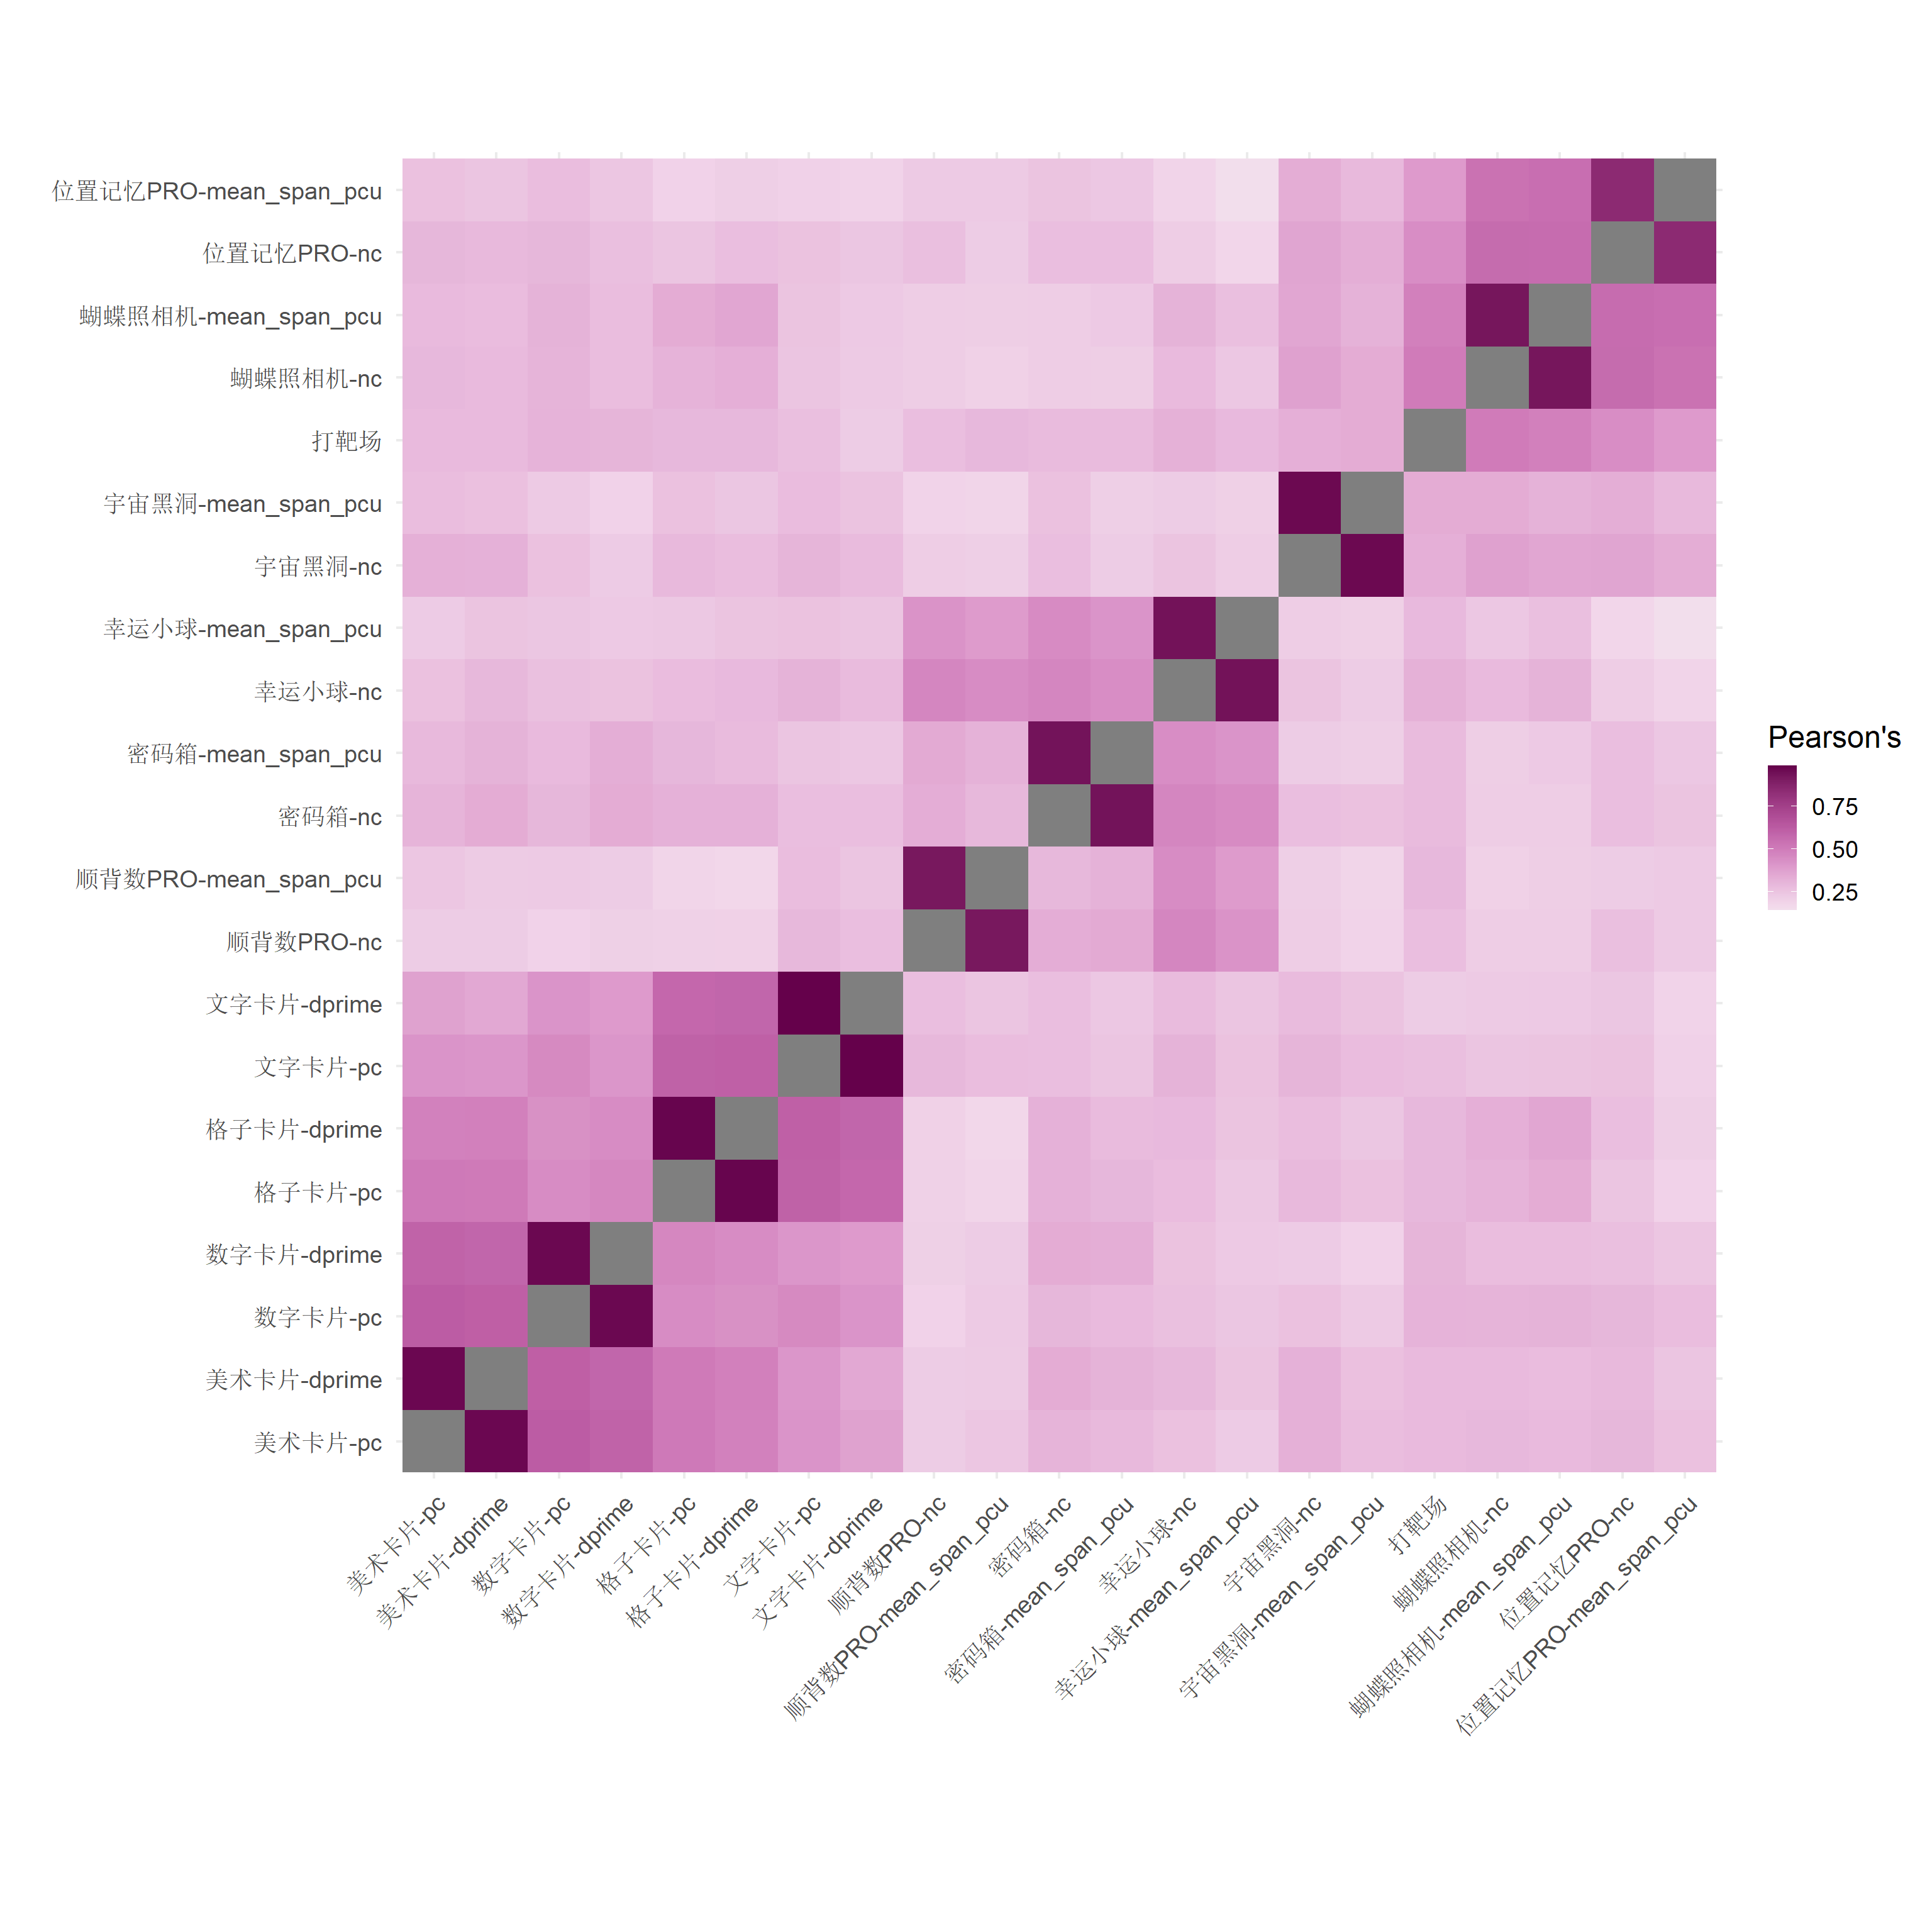 位置记忆PRO-mean_span_pcu
位置记忆PRO-nc
蝴蝶照相机-mean_span_pcu
蝴蝶照相机-nc
打靶场
宇宙黑洞-mean_span_pcu
宇宙黑洞-nc
幸运小球-mean_span_pcu
幸运小球-nc
密码箱-mean_span_pcu
密码箱-nc
顺背数PRO-mean_span_pcu
顺背数PRO-nc
文字卡片-dprime
文字卡片-pc
格子卡片-dprime
格子卡片-pc
数字卡片-dprime
数字卡片-pc
美术卡片-dprime
美术卡片-pc
美术卡片-pc
美术卡片-dprime
数字卡片-pc
数字卡片-dprime
格子卡片-pc
格子卡片-dprime
文字卡片-pc
文字卡片-dprime
顺背数PRO-nc
顺背数PRO-mean_span_pcu
密码箱-nc
密码箱-mean_span_pcu
幸运小球-nc
幸运小球-mean_span_pcu
宇宙黑洞-nc
宇宙黑洞-mean_span_pcu
打靶场
蝴蝶照相机-nc
蝴蝶照相机-mean_span_pcu
位置记忆PRO-nc
位置记忆PRO-mean_span_pcu
Pearson's
0.75
0.50
0.25